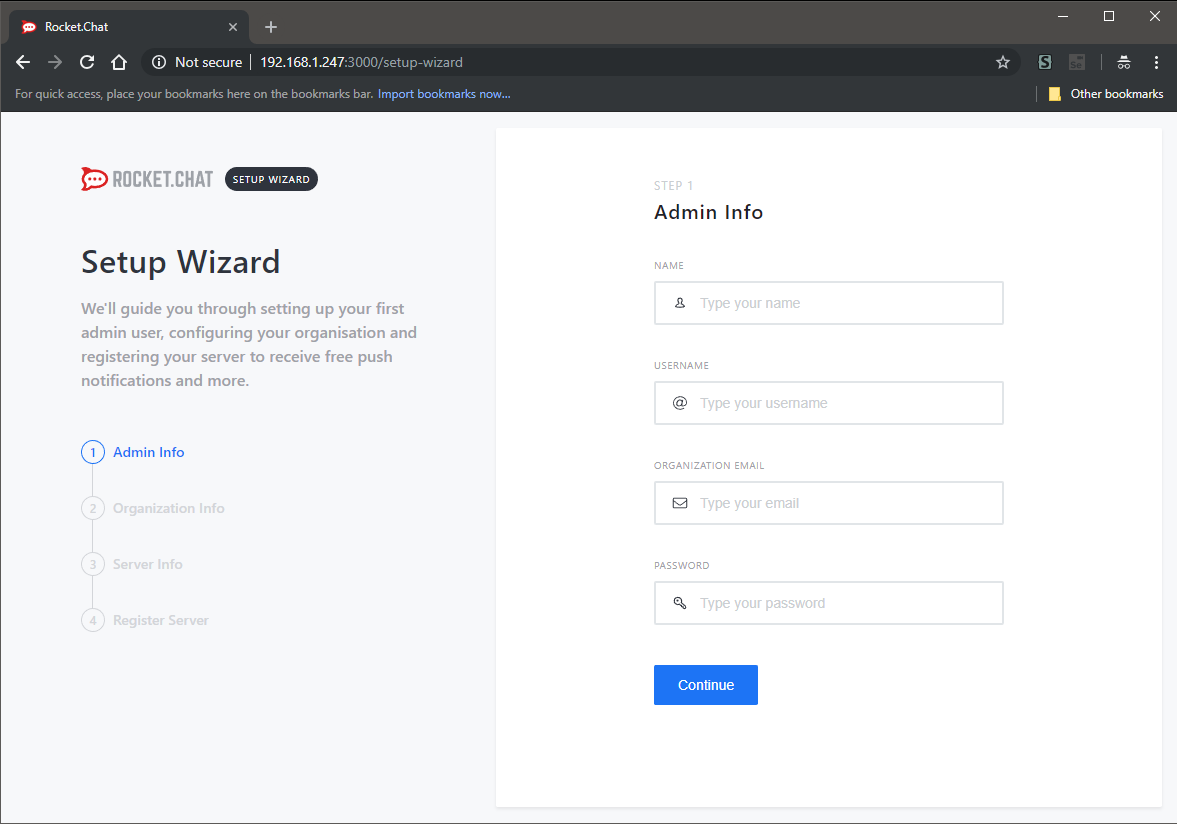 Rocket.Chat
Not secure
192.168.1.247:3000/setup-wizard
For quick access, place your bookmarks here on the bookmarks bar. Import bookmarks now...
Other bookmarks
ROCKET.CHAT
SETUP WIZARD
Setup Wizard
We'll guide you through setting up your first
admin user, configuring your organisation and
registering your server to receive free push
notifications and more.
1 Admin Info
2 Organization Info
3 Server Info
4 Register Server
STEP 1
Admin Info
NAME
Type your name
USERNAME
@ Type your username
ORGANIZATION EMAIL
Type your email
PASSWORD
Type your password
Continue